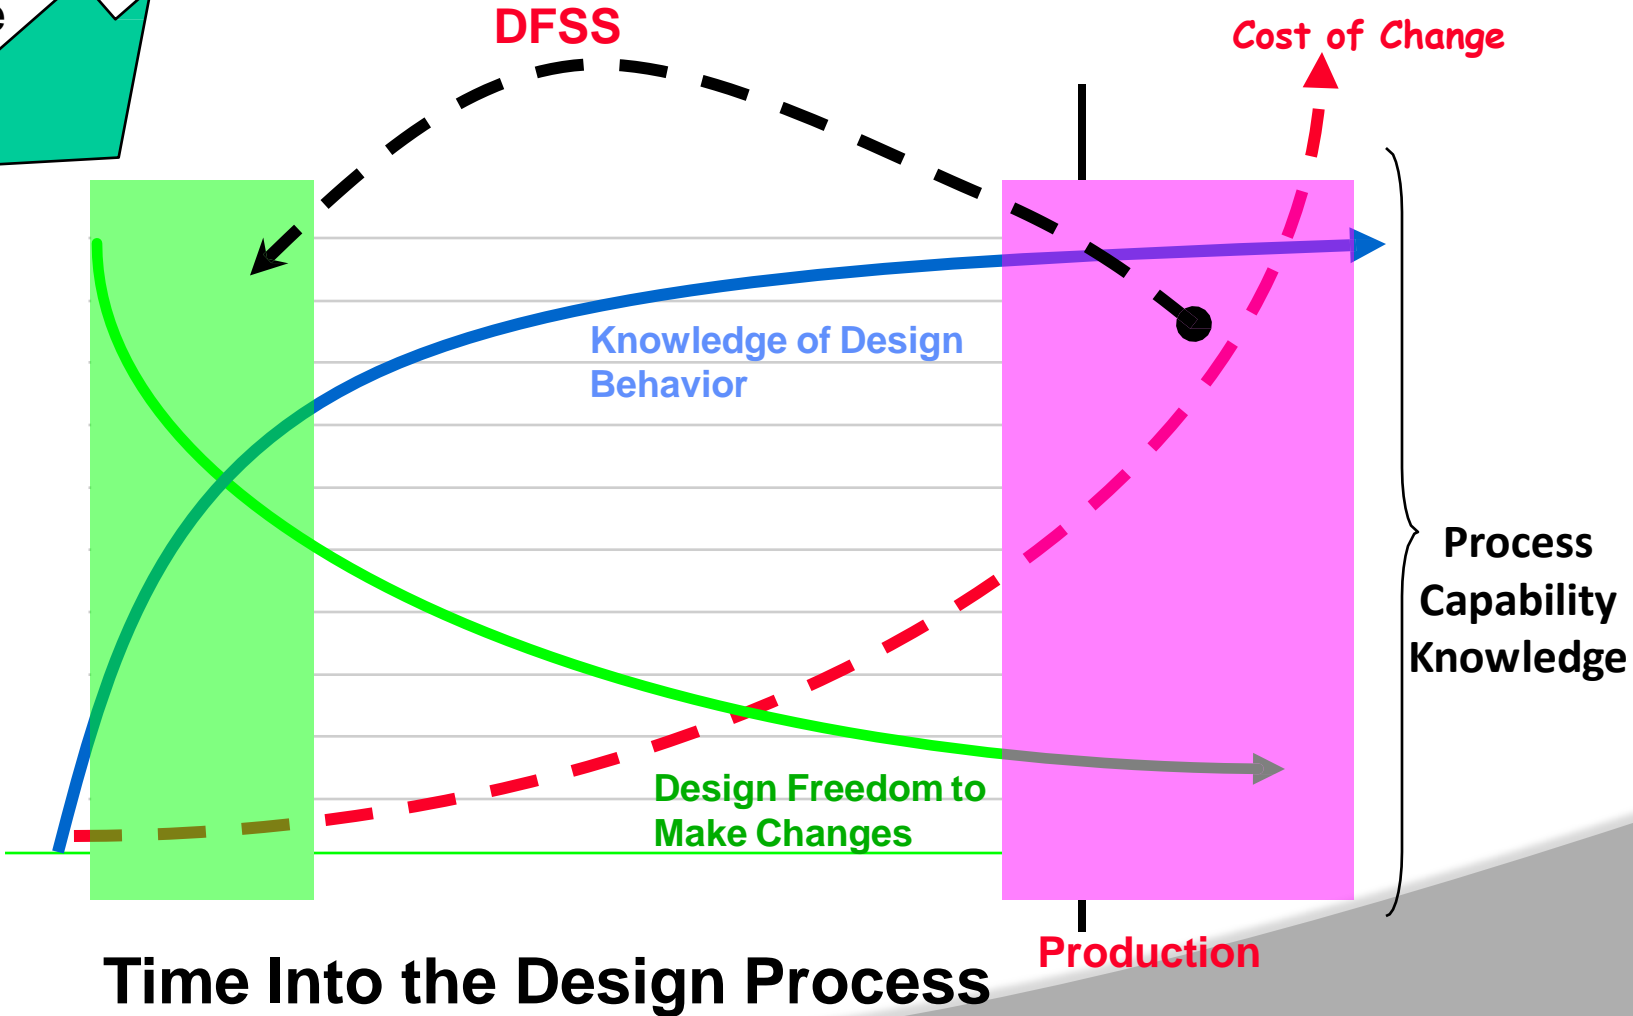 DFSS
Cost of Change
Knowledge of Design
Behavior
Process
Capability
Knowledge
Design Freedom to
Make Changes
Production
Time Into the Design Process